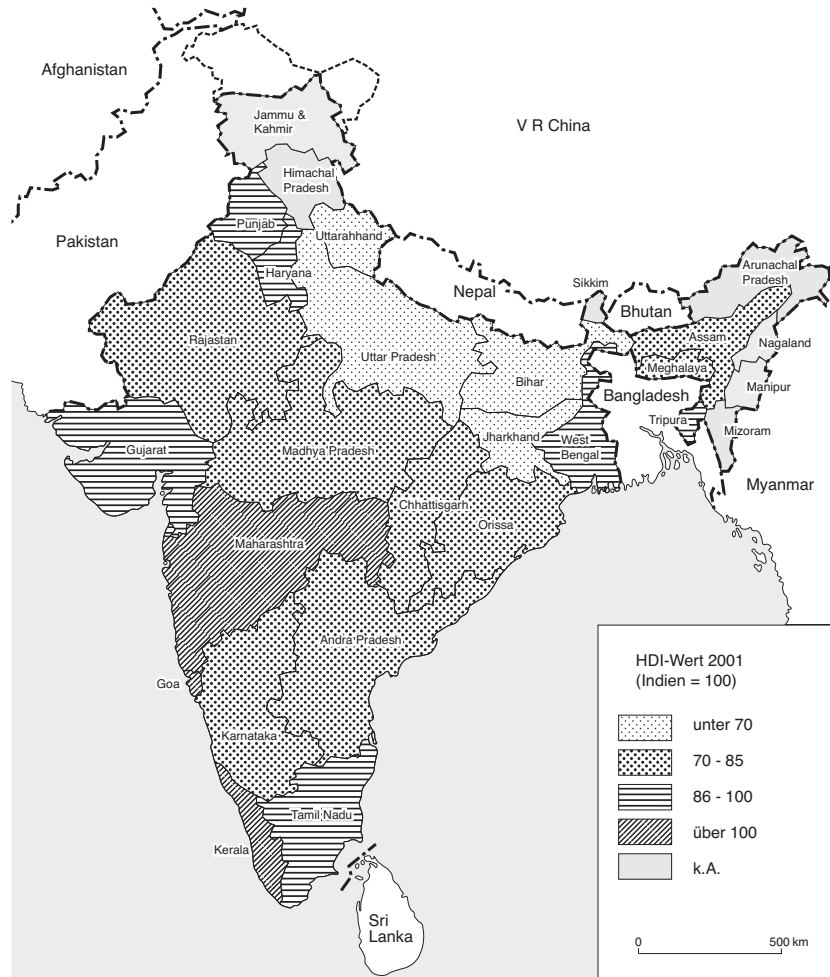 Afghanistan
V R China
Jammu &
Kahmir
Himachal
Pradesh
Pakistan
Punjab
Uttarahhand
Haryana
Nepal
Sikkim
Bhutan
Arunachal
Pradesh
Rajastan
Uttar Pradesh
Assam
Nagaland
Bihar
Meghalaya
Manipur
Bangladesh
Tripura
Mizoram
Gujarat
Madhya Pradesh
Jharkhand
West
Bengal
Myanmar
Chhattisgarh
Orissa
Maharashtra
Andra Pradesh
Goa
Karnataka
Tamil Nadu
Kerala
Sri
Lanka
HDI-Wert 2001
(Indien = 100)
unter 70
70 - 85
86 - 100
über 100
k.A.
0 500 km